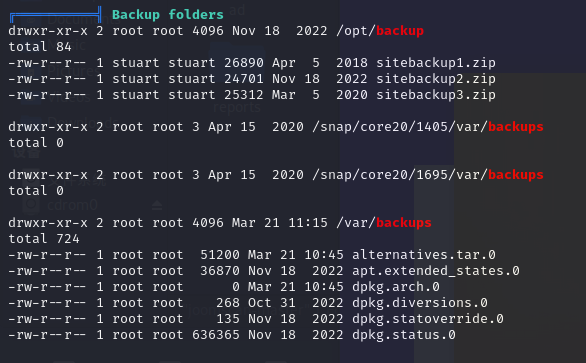 ╔══════════╣ Backup folders
drwxr-xr-x 2 root root 4096 Nov 18  2022 /opt/backup
total 84
-rw-r--r-- 1 stuart stuart 26890 Apr  5  2018 sitebackup1.zip
-rw-r--r-- 1 stuart stuart 24701 Nov 18  2022 sitebackup2.zip
-rw-r--r-- 1 stuart stuart 25312 Mar  5  2020 sitebackup3.zip
drwxr-xr-x 2 root root 3 Apr 15  2020 /snap/core20/1405/var/backups
total 0
drwxr-xr-x 2 root root 3 Apr 15  2020 /snap/core20/1695/var/backups
total 0
drwxr-xr-x 2 root root 4096 Mar 21 11:15 /var/backups
total 724
-rw-r--r-- 1 root root  51200 Mar 21 10:45 alternatives.tar.0
-rw-r--r-- 1 root root  36870 Nov 18  2022 apt.extended_states.0
-rw-r--r-- 1 root root      0 Mar 21 10:45 dpkg.arch.0
-rw-r--r-- 1 root root    268 Oct 31  2022 dpkg.diversions.0
-rw-r--r-- 1 root root    135 Nov 18  2022 dpkg.statoverride.0
-rw-r--r-- 1 root root 636365 Nov 18  2022 dpkg.status.0